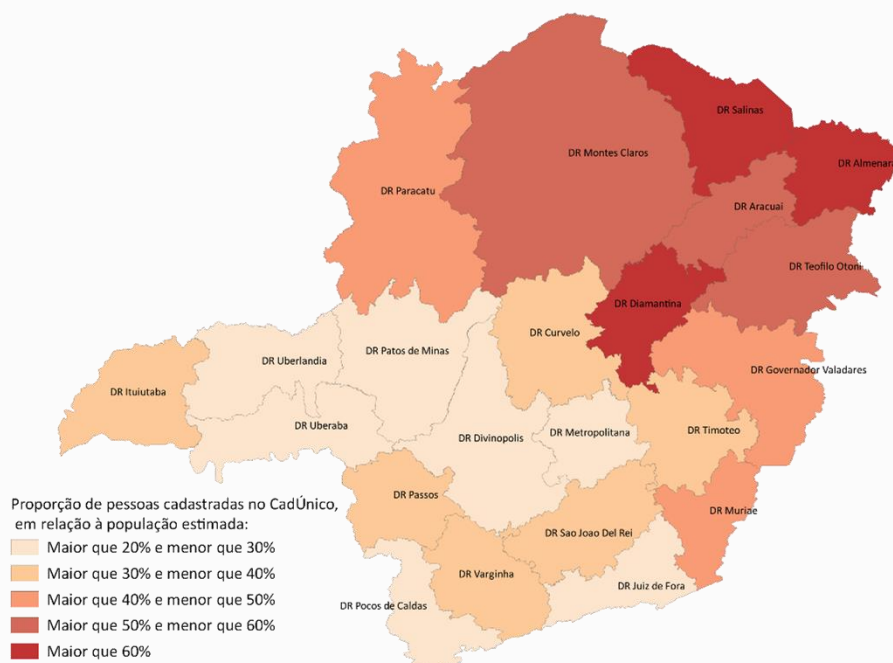 DR Salinas
DR Montes Claros
DR Almenara
DR Paracatu
DR Aracuai
DR Teofilo Otoni
DR Diamantina
DR Curvelo
DR Patos de Minas
DR Uberlandia
DR Governador Valadares
DR Ituiutaba
DR Uberaba
DR Divinopolis
DR Metropolitana
DR Timoteo
DR Passos
DR Muriae
DR Sao Joao Del Rei
DR Varginha
DR Juiz de Fora
DR Pocos de Caldas
Proporção de pessoas cadastradas no CadÚnico,
em relação à população estimada:
Maior que 20% e menor que 30%
Maior que 30% e menor que 40%
Maior que 40% e menor que 50%
Maior que 50% e menor que 60%
Maior que 60%